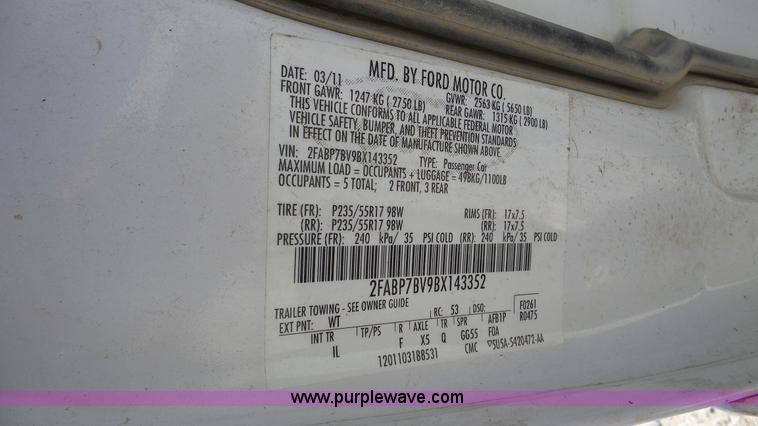 MFD. BY FORD MOTOR CO.
DATE: 03/11 GVWR: 2563 KG ( 5650 LB)
FRONT GAWR: 1247 KG ( 2750 LB) REAR GAWR: 1315 KG ( 2900 LB)
THIS VEHICLE CONFORMS TO ALL APPLICABLE FEDERAL MOTOR
VEHICLE SAFETY, BUMPER, AND THEFT PREVENTION STANDARDS
IN EFFECT ON THE DATE OF MANUFACTURE SHOWN ABOVE.
VIN: 2FABP7BV9BX143352 TYPE: Passenger Car
MAXIMUM LOAD = OCCUPANTS + LUGGAGE = 498KG/1100LB
OCCUPANTS = 5 TOTAL; 2 FRONT, 3 REAR
TIRE (FR): P235/55R17 98W RIMS (FR): 17x7.5
(RR): P235/55R17 98W (RR): 17x7.5
PRESSURE (FR): 240 kPa/ 35 PSI COLD (RR): 240 kPa/ 35 PSI COLD
2FABP7BV9BX143352
TRAILER TOWING - SEE OWNER GUIDE
EXT PNT: WT RC: 53 DSO: F0261
INT TR TP/PS R AXLE TR SPR AFB1P R0475
IL F X5 Q GG55 FOA
1201103188531 CMC ▽5U5A-5420472-AA
www.purplewave.com